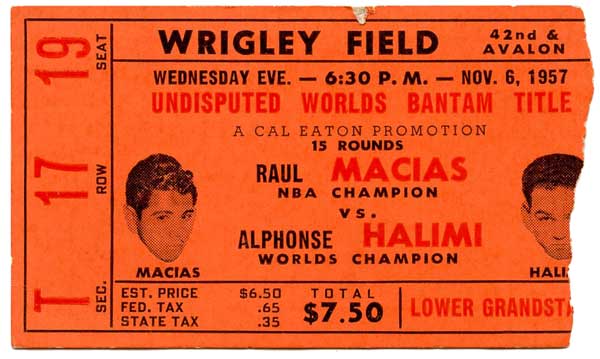 19 SEAT
17 ROW
T SEC.
WRIGLEY FIELD 42nd & AVALON
WEDNESDAY EVE. — 6:30 P. M. — NOV. 6, 1957
UNDISPUTED WORLDS BANTAM TITLE
A CAL EATON PROMOTION
15 ROUNDS
RAUL MACIAS
NBA CHAMPION
VS.
ALPHONSE HALIMI
WORLDS CHAMPION
MACIAS
HALI
EST. PRICE $6.50
FED. TAX .65
STATE TAX .35
TOTAL
$7.50
LOWER GRANDST